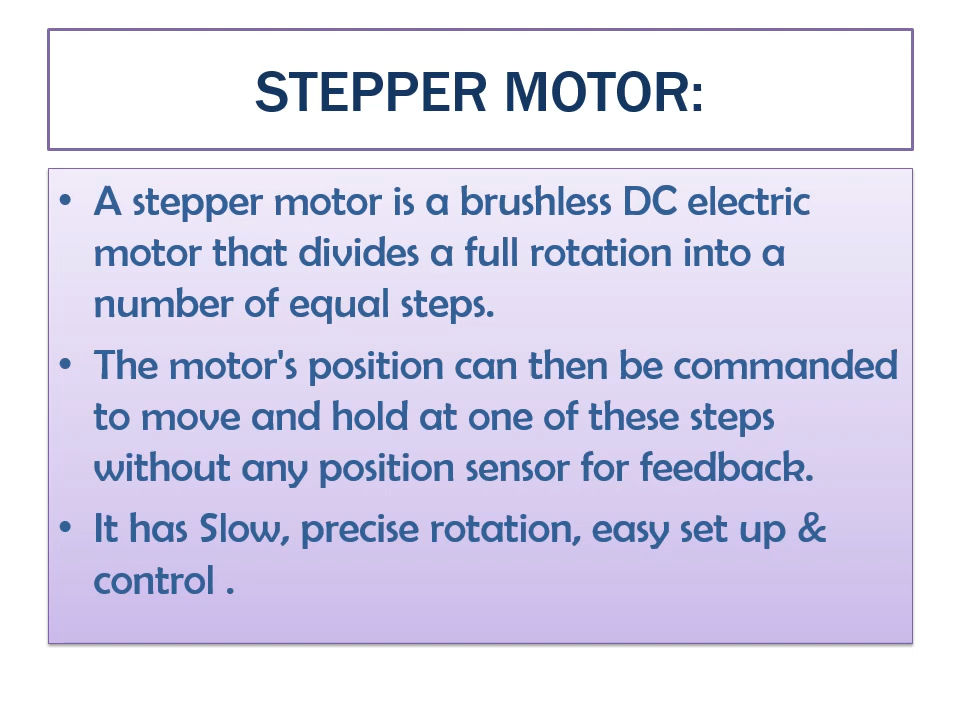 STEPPER MOTOR:
• A stepper motor is a brushless DC electric
motor that divides a full rotation into a
number of equal steps.
• The motor's position can then be commanded
to move and hold at one of these steps
without any position sensor for feedback.
• It has Slow, precise rotation, easy set up &
control .